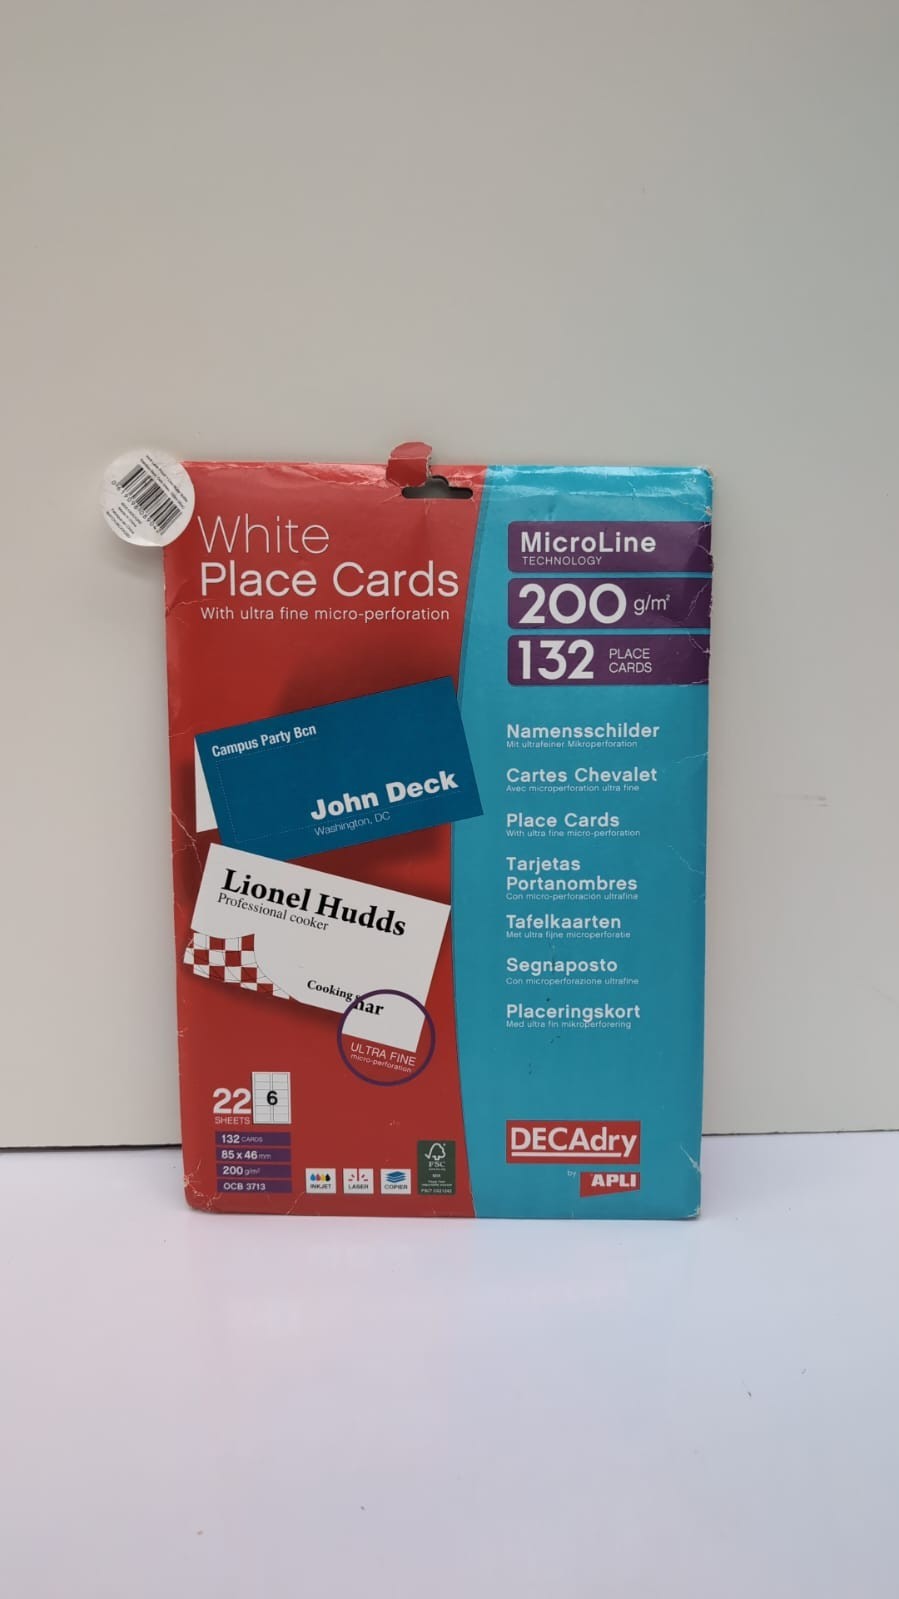 White
Place Cards
With ultra fine micro-perforation
MicroLine
TECHNOLOGY
200 g/m²
132 PLACE
CARDS
Campus Party Bcn
John Deck
Washington, DC
Lionel Hudds
Professional cooker
Cooking
nar
ULTRA FINE
micro-perforation
Namensschilder
Mit ultrafeiner Mikroperforation
Cartes Chevalet
Avec microperforation ultra fine
Place Cards
With ultra fine micro-perforation
Tarjetas
Portanombres
Con micro-perforación ultrafine
Tafelkaarten
Met ultra fijne microperforatie
Segnaposto
Con microperforazione ultrafine
Placeringskort
Med ultra fin mikroperforering
22
SHEETS
6
132 CARDS
85 x 46 mm
200 g/m²
OCB 3713
INKJET
LASER
COPIER
FSC
DECAdry
by APLI